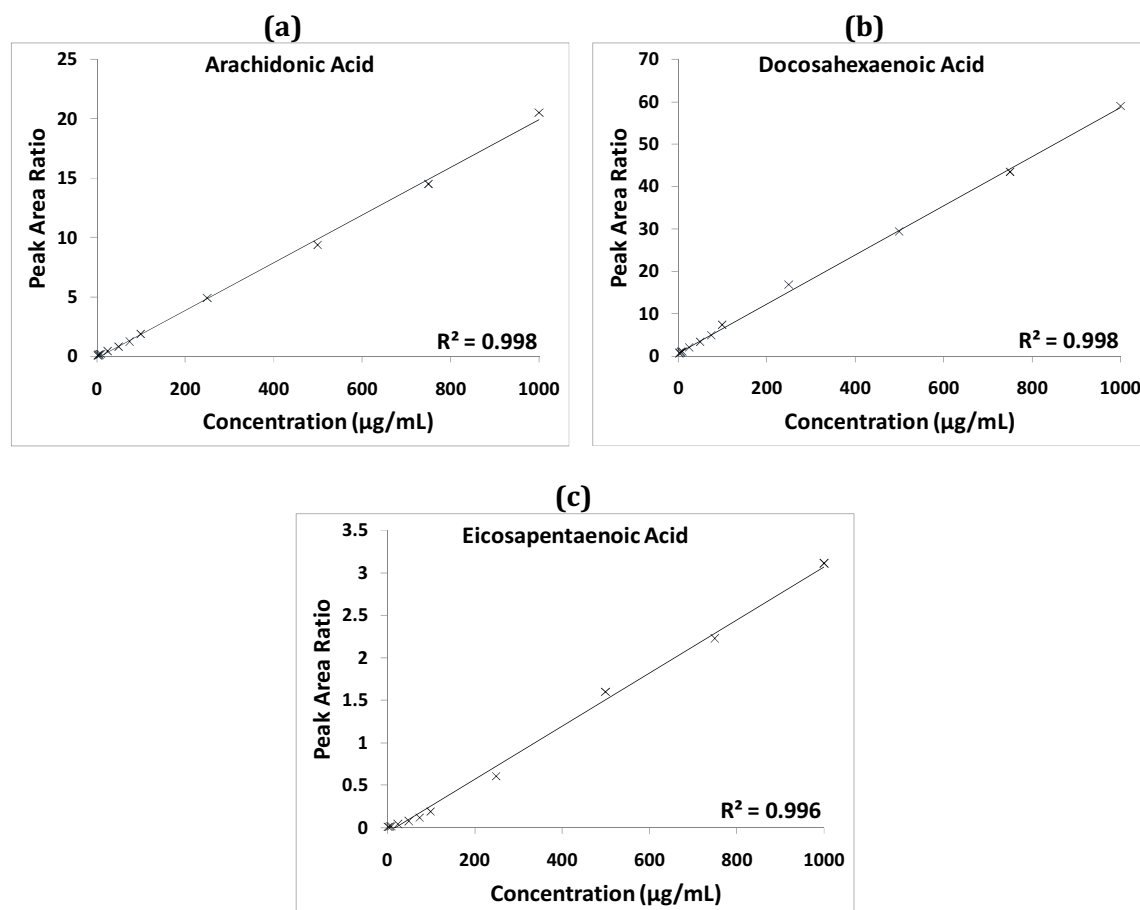 (a)
Arachidonic Acid
25
20
15
10
5
0
0 200 400 600 800 1000
Peak Area Ratio
Concentration (µg/mL)
R² = 0.998
(b)
Docosahexaenoic Acid
70
60
50
40
30
20
10
0
0 200 400 600 800 1000
Peak Area Ratio
Concentration (µg/mL)
R² = 0.998
(c)
Eicosapentaenoic Acid
3.5
3
2.5
2
1.5
1
0.5
0
0 200 400 600 800 1000
Peak Area Ratio
Concentration (µg/mL)
R² = 0.996